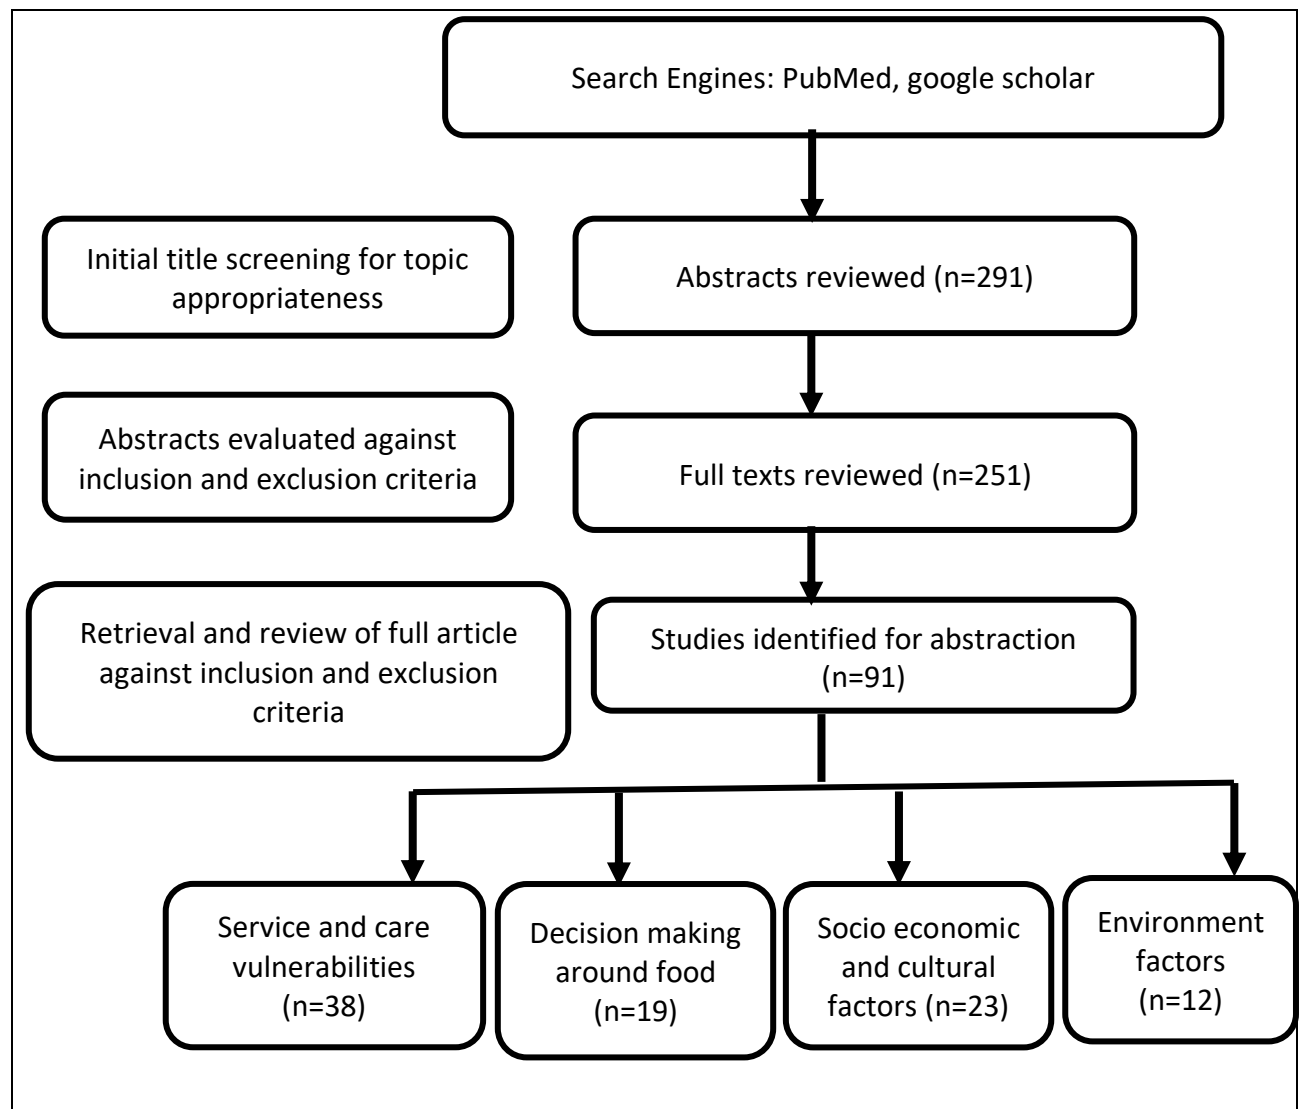 Search Engines: PubMed, google scholar
Initial title screening for topic
appropriateness
Abstracts reviewed (n=291)
Abstracts evaluated against
inclusion and exclusion criteria
Full texts reviewed (n=251)
Retrieval and review of full article
against inclusion and exclusion
criteria
Studies identified for abstraction
(n=91)
Service and care
vulnerabilities
(n=38)
Decision making
around food
(n=19)
Socio economic
and cultural
factors (n=23)
Environment
factors
(n=12)